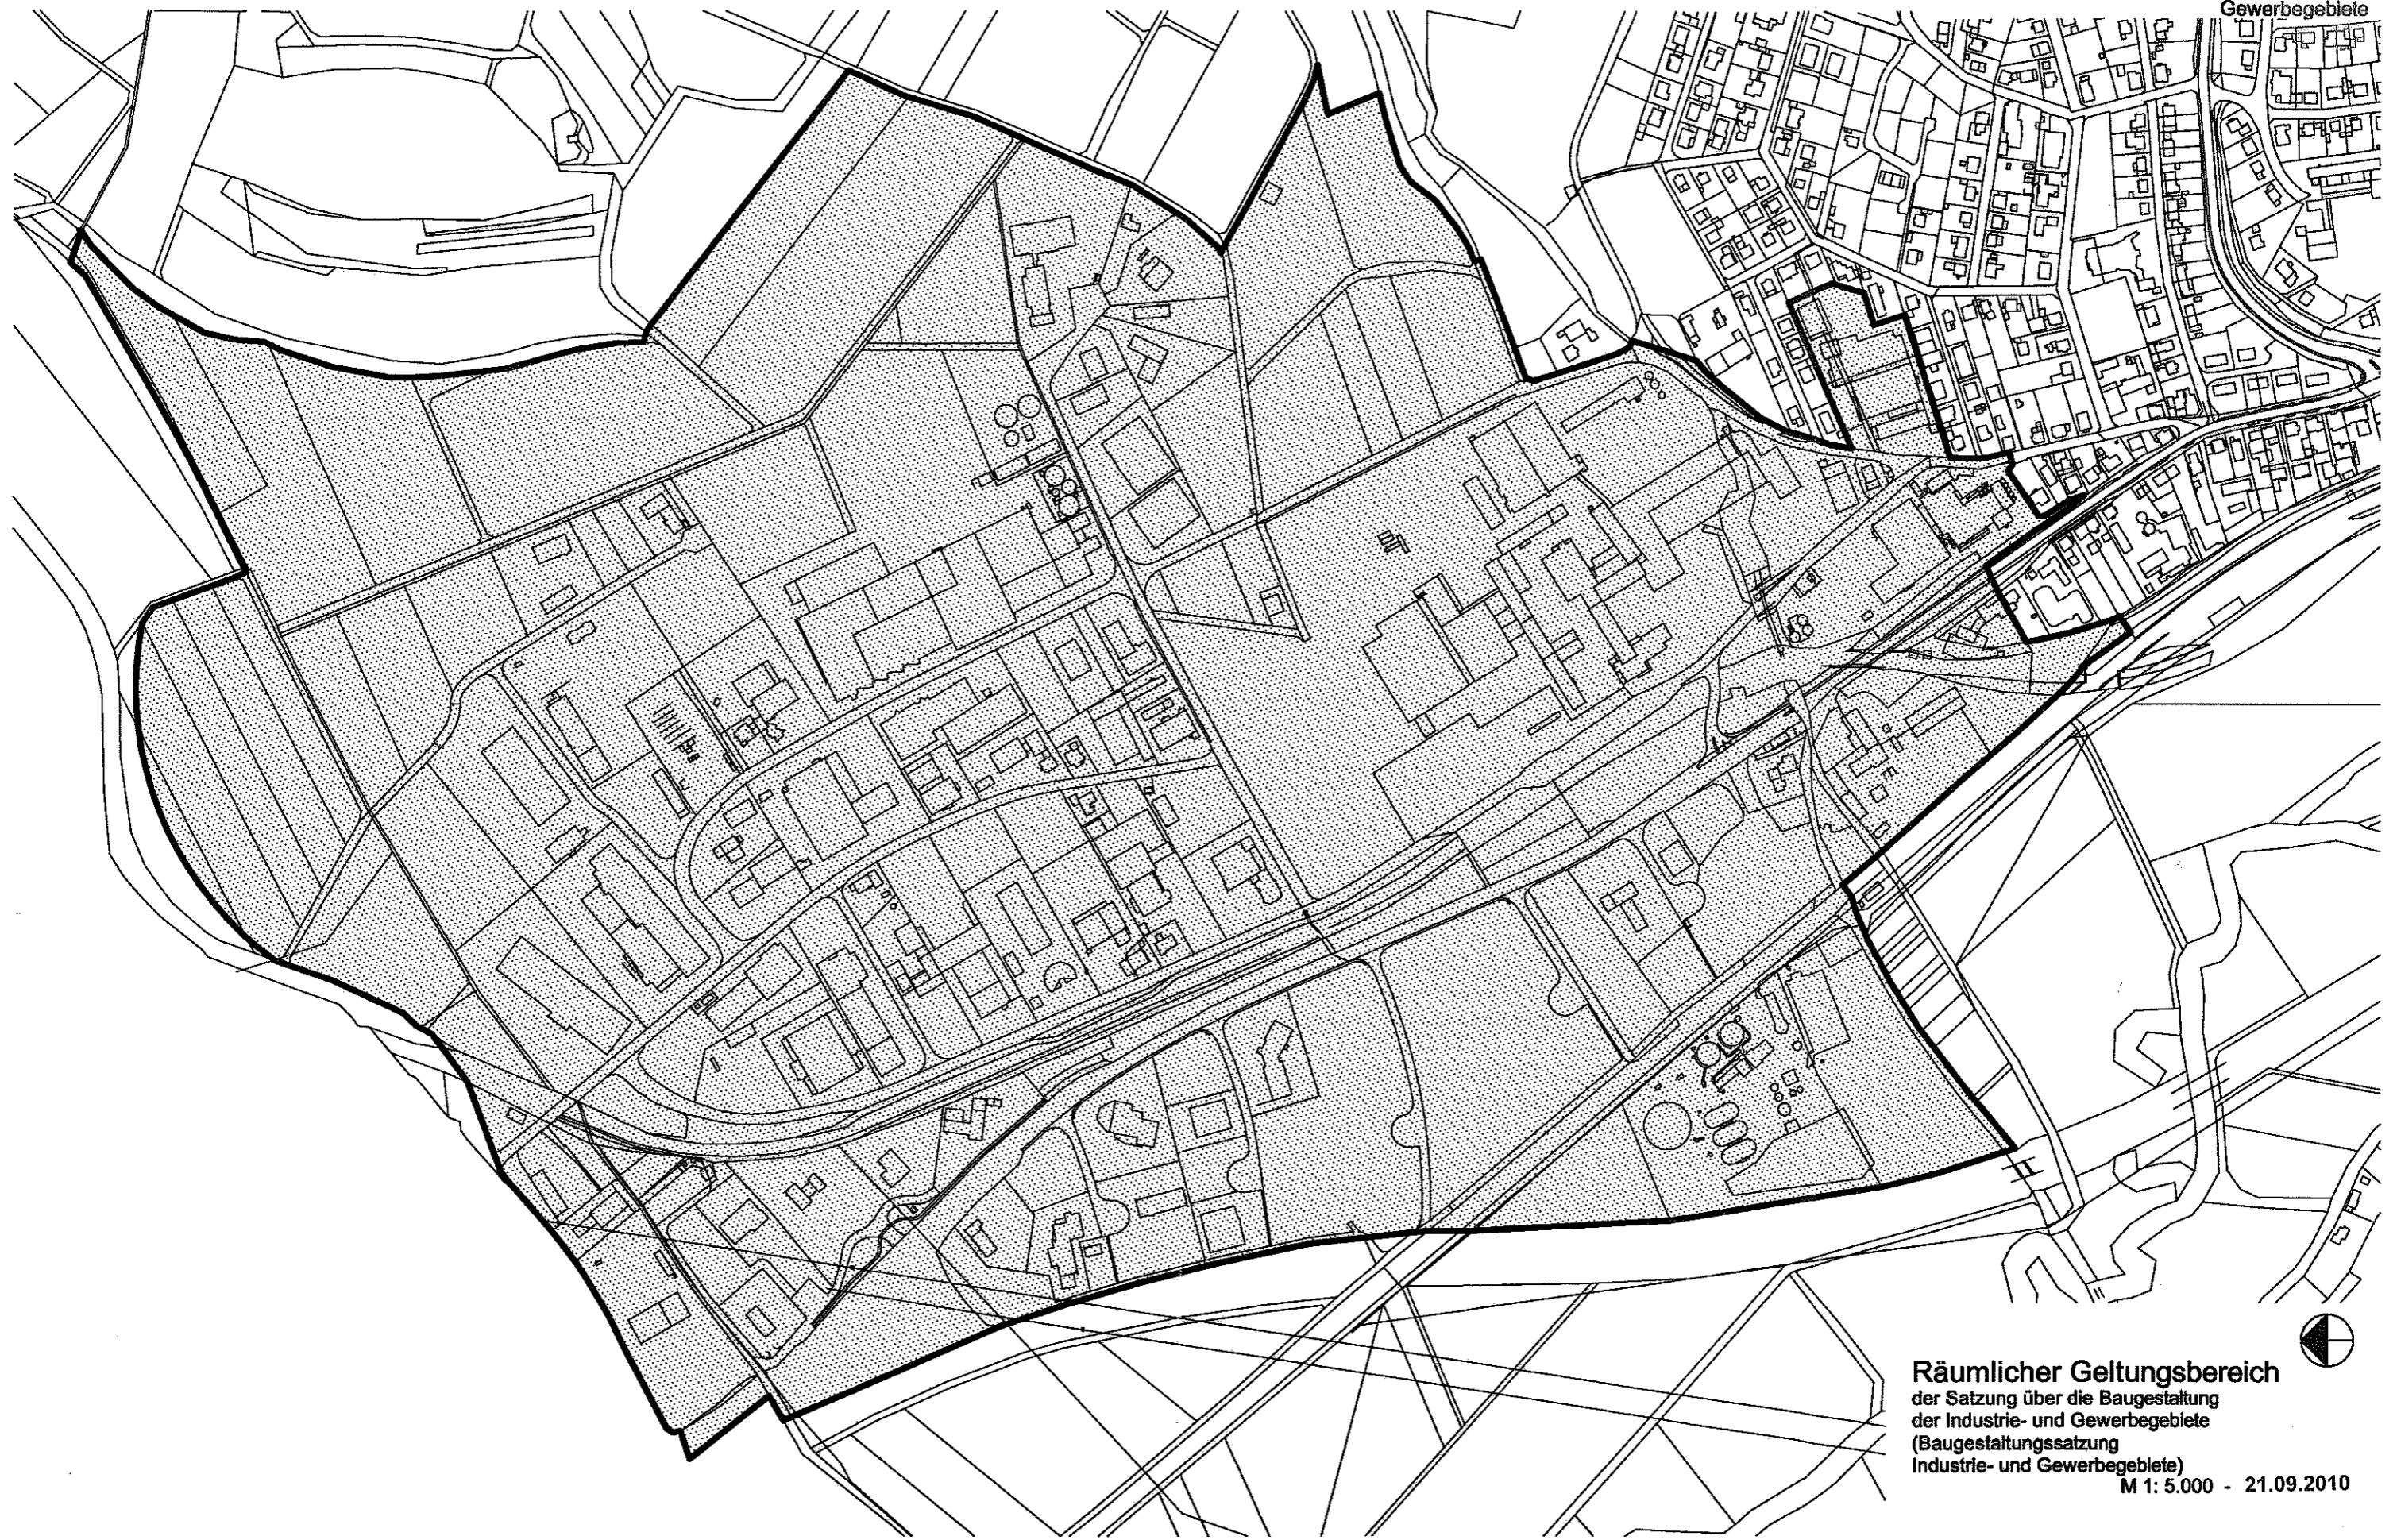 Gewerbegebiete
Räumlicher Geltungsbereich
der Satzung über die Baugestaltung
der Industrie- und Gewerbegebiete
(Baugestaltungssatzung
Industrie- und Gewerbegebiete)
M 1: 5.000 - 21.09.2010